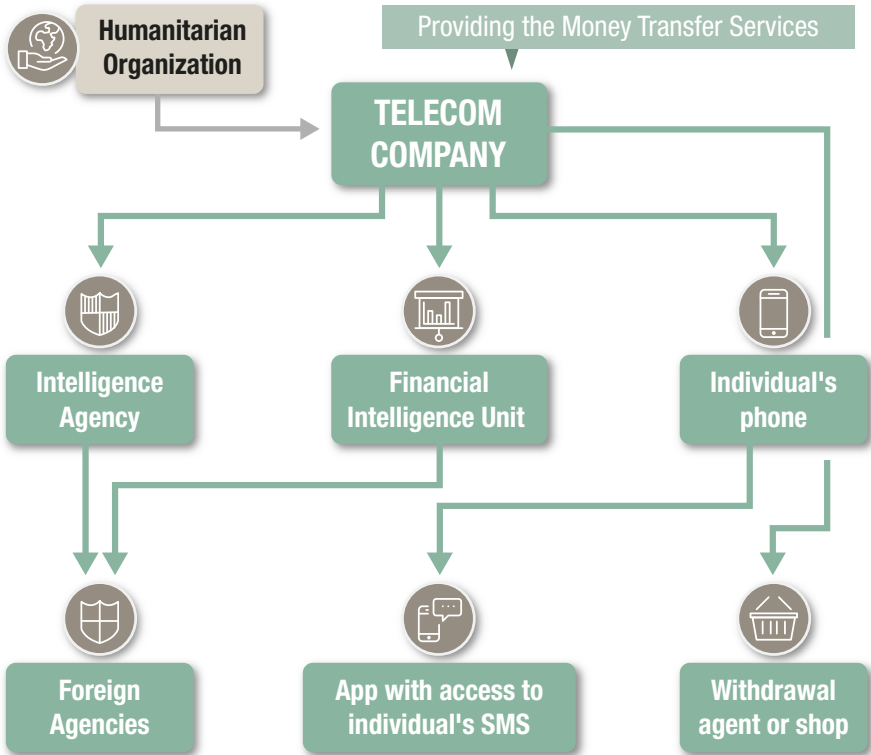 Humanitarian
Organization
Providing the Money Transfer Services
TELECOM
COMPANY
Intelligence
Agency
Financial
Intelligence Unit
Individual's
phone
Foreign
Agencies
App with access to
individual's SMS
Withdrawal
agent or shop